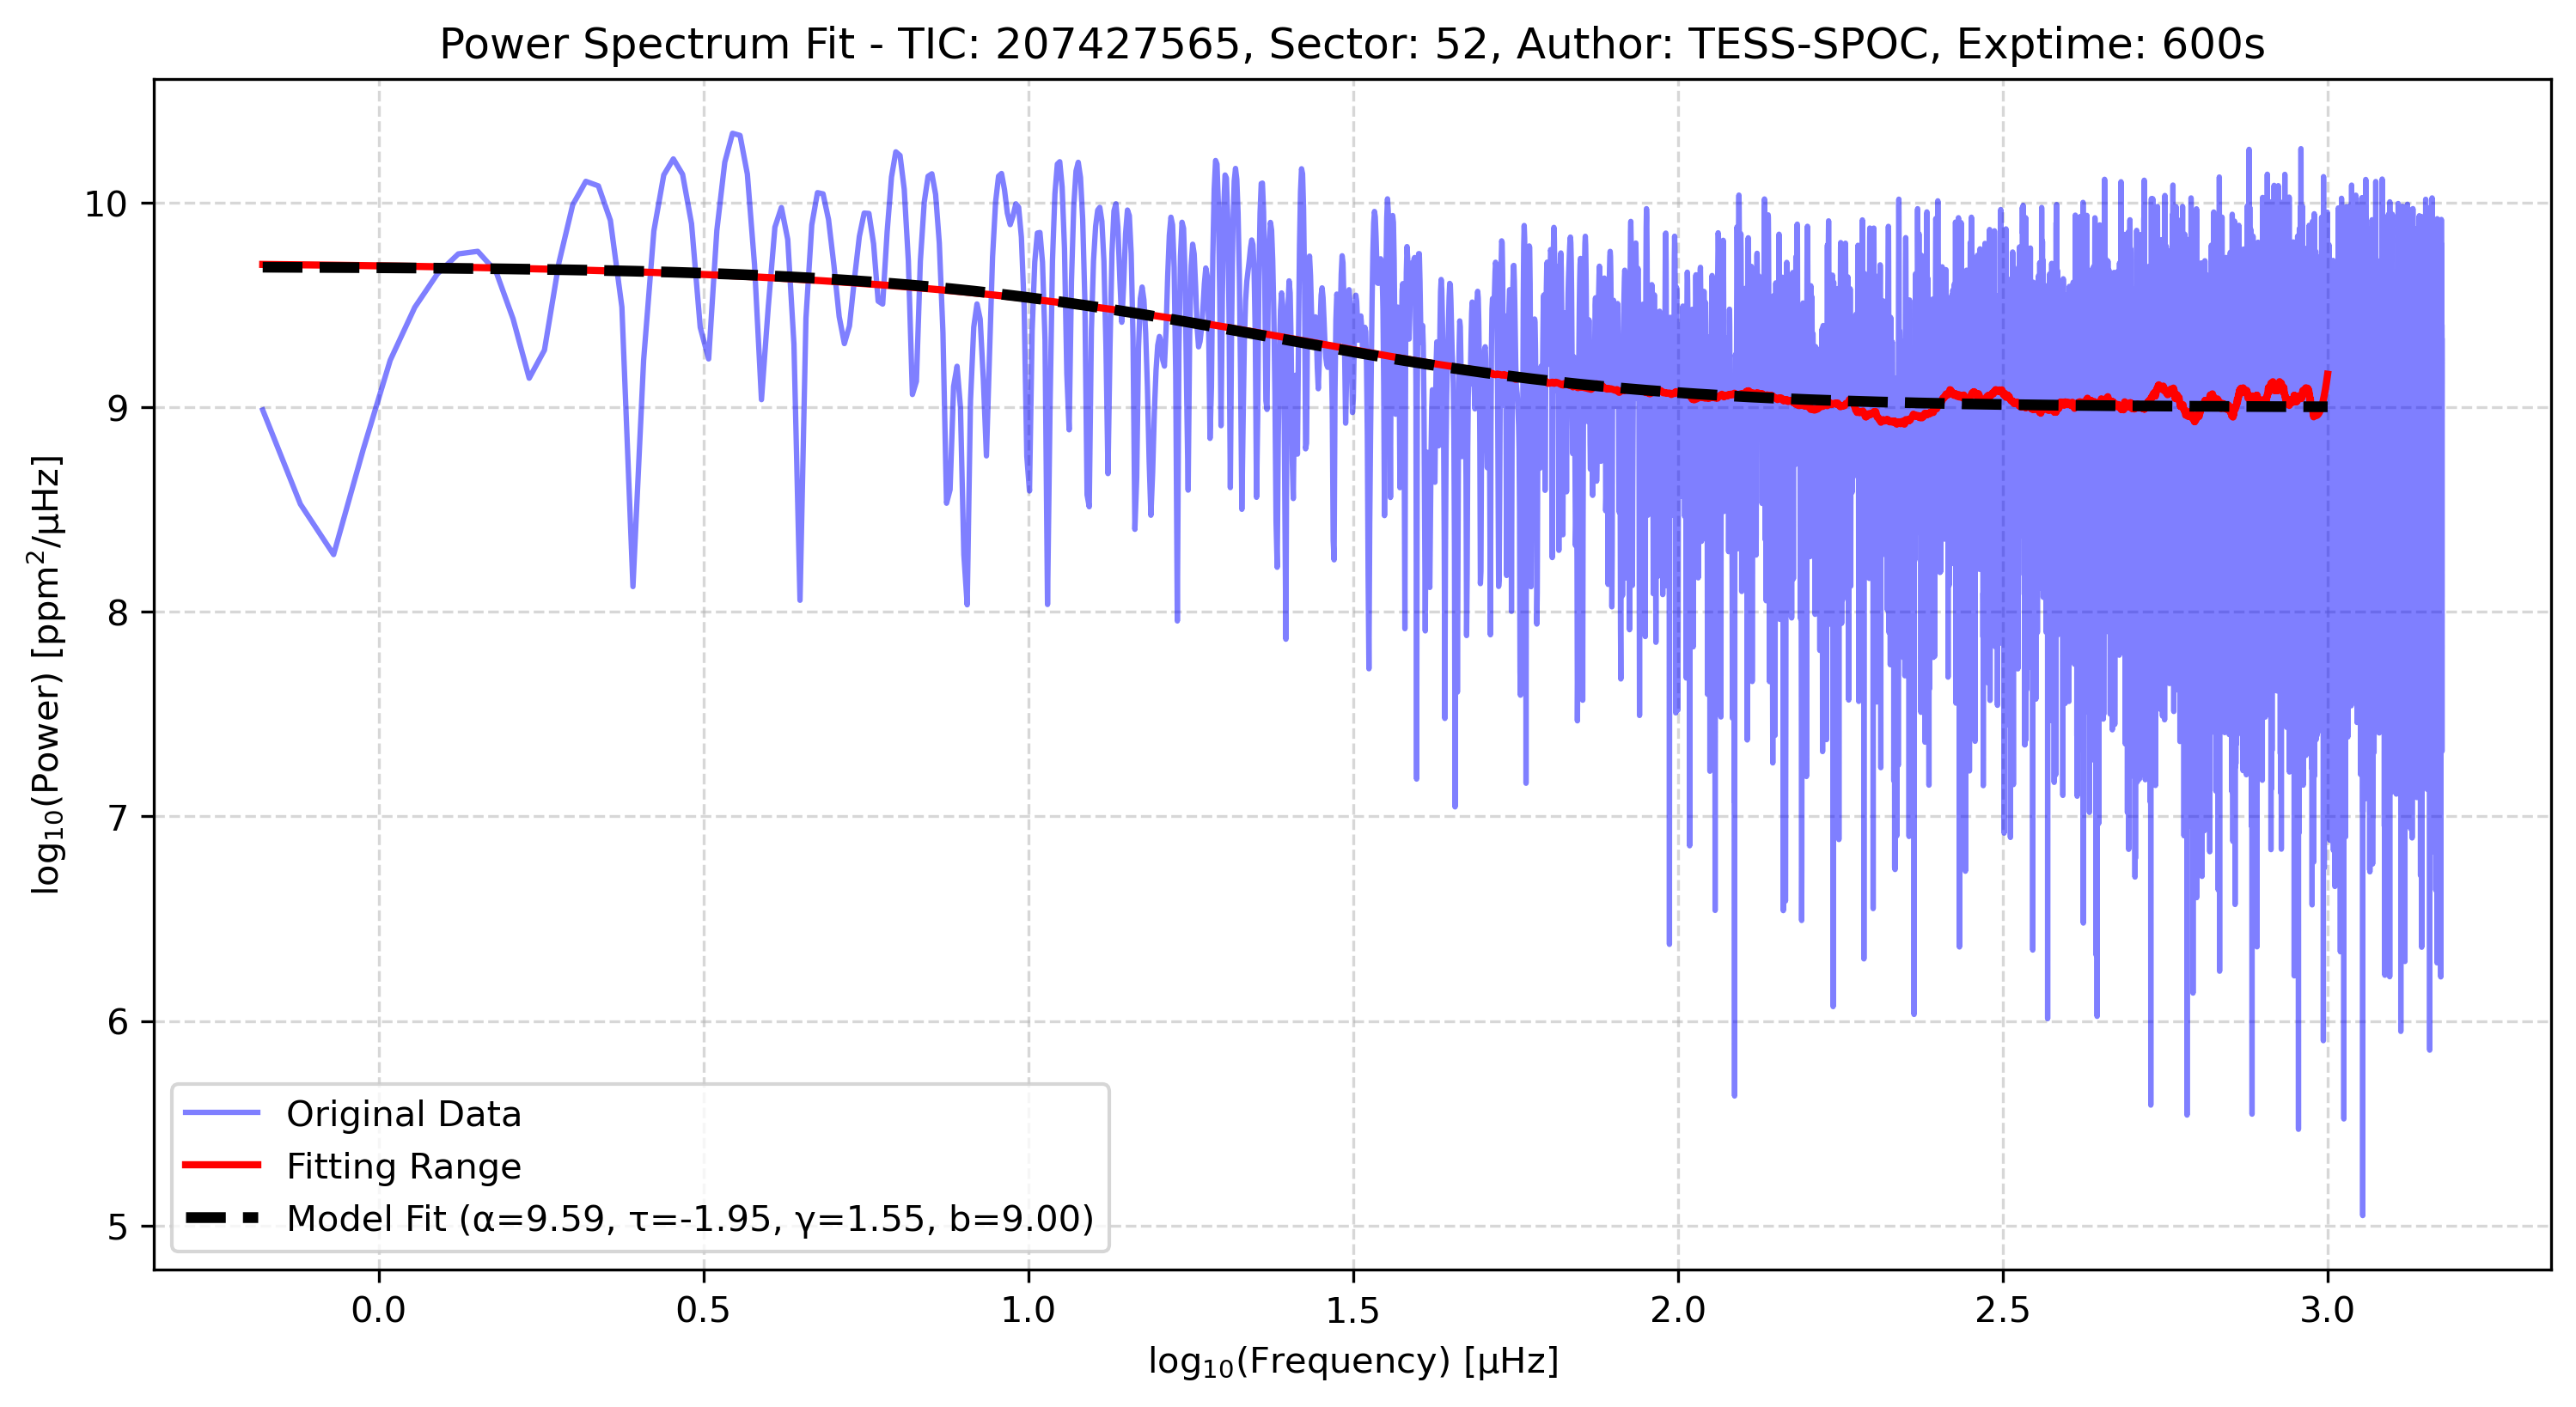 Power Spectrum Fit - TIC: 207427565, Sector: 52, Author: TESS-SPOC, Exptime: 600s
log₁₀(Power) [ppm²/μHz]
10
9
8
7
6
5
Original Data
Fitting Range
Model Fit (α=9.59, τ=-1.95, γ=1.55, b=9.00)
0.0 0.5 1.0 1.5 2.0 2.5 3.0
log₁₀(Frequency) [μHz]